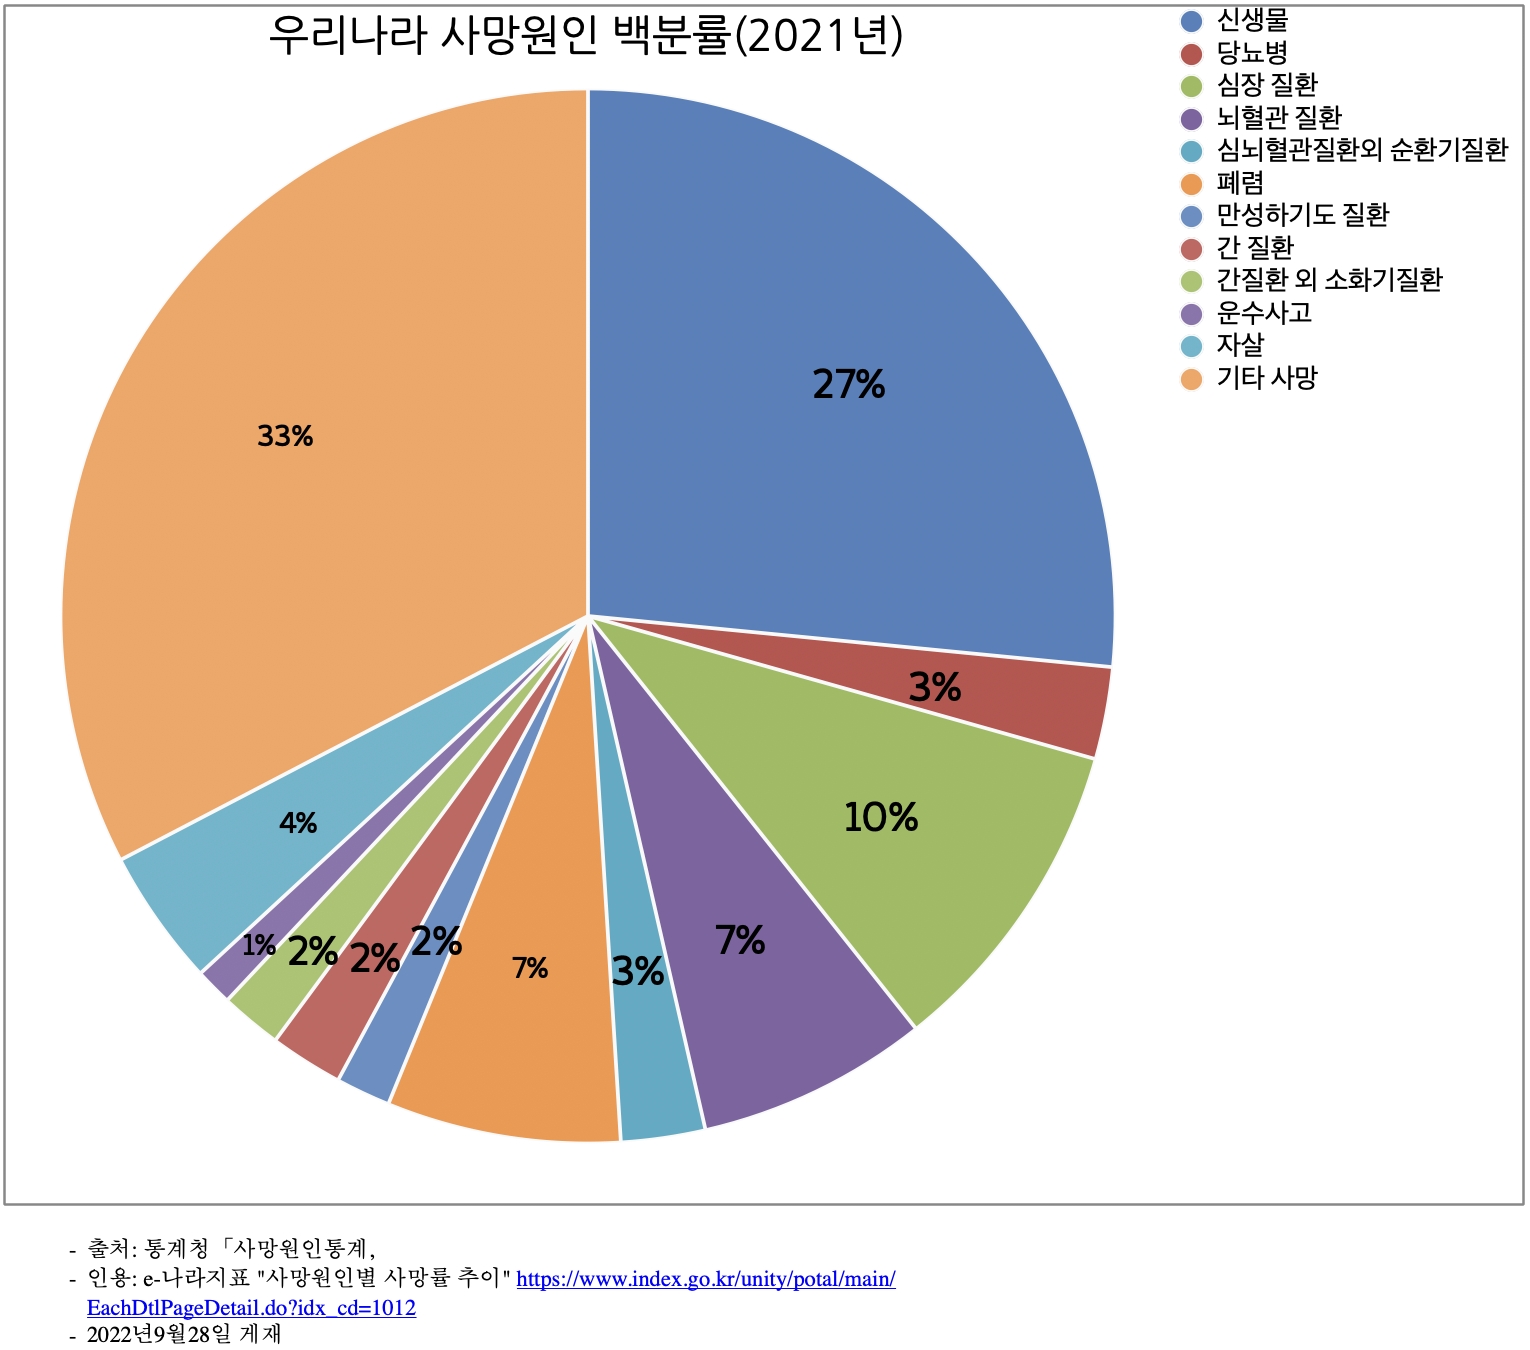 우리나라 사망원인 백분률(2021년)
신생물
당뇨병
심장 질환
뇌혈관 질환
심뇌혈관질환외 순환기질환
폐렴
만성하기도 질환
간 질환
간질환 외 소화기질환
운수사고
자살
기타 사망
27%
33%
3%
10%
4%
7%
2%
1%
2%
2%
7%
3%
- 출처: 통계청「사망원인통계,
- 인용: e-나라지표 "사망원인별 사망률 추이" https://www.index.go.kr/unity/potal/main/
EachDtlPageDetail.do?idx_cd=1012
- 2022년9월28일 게재